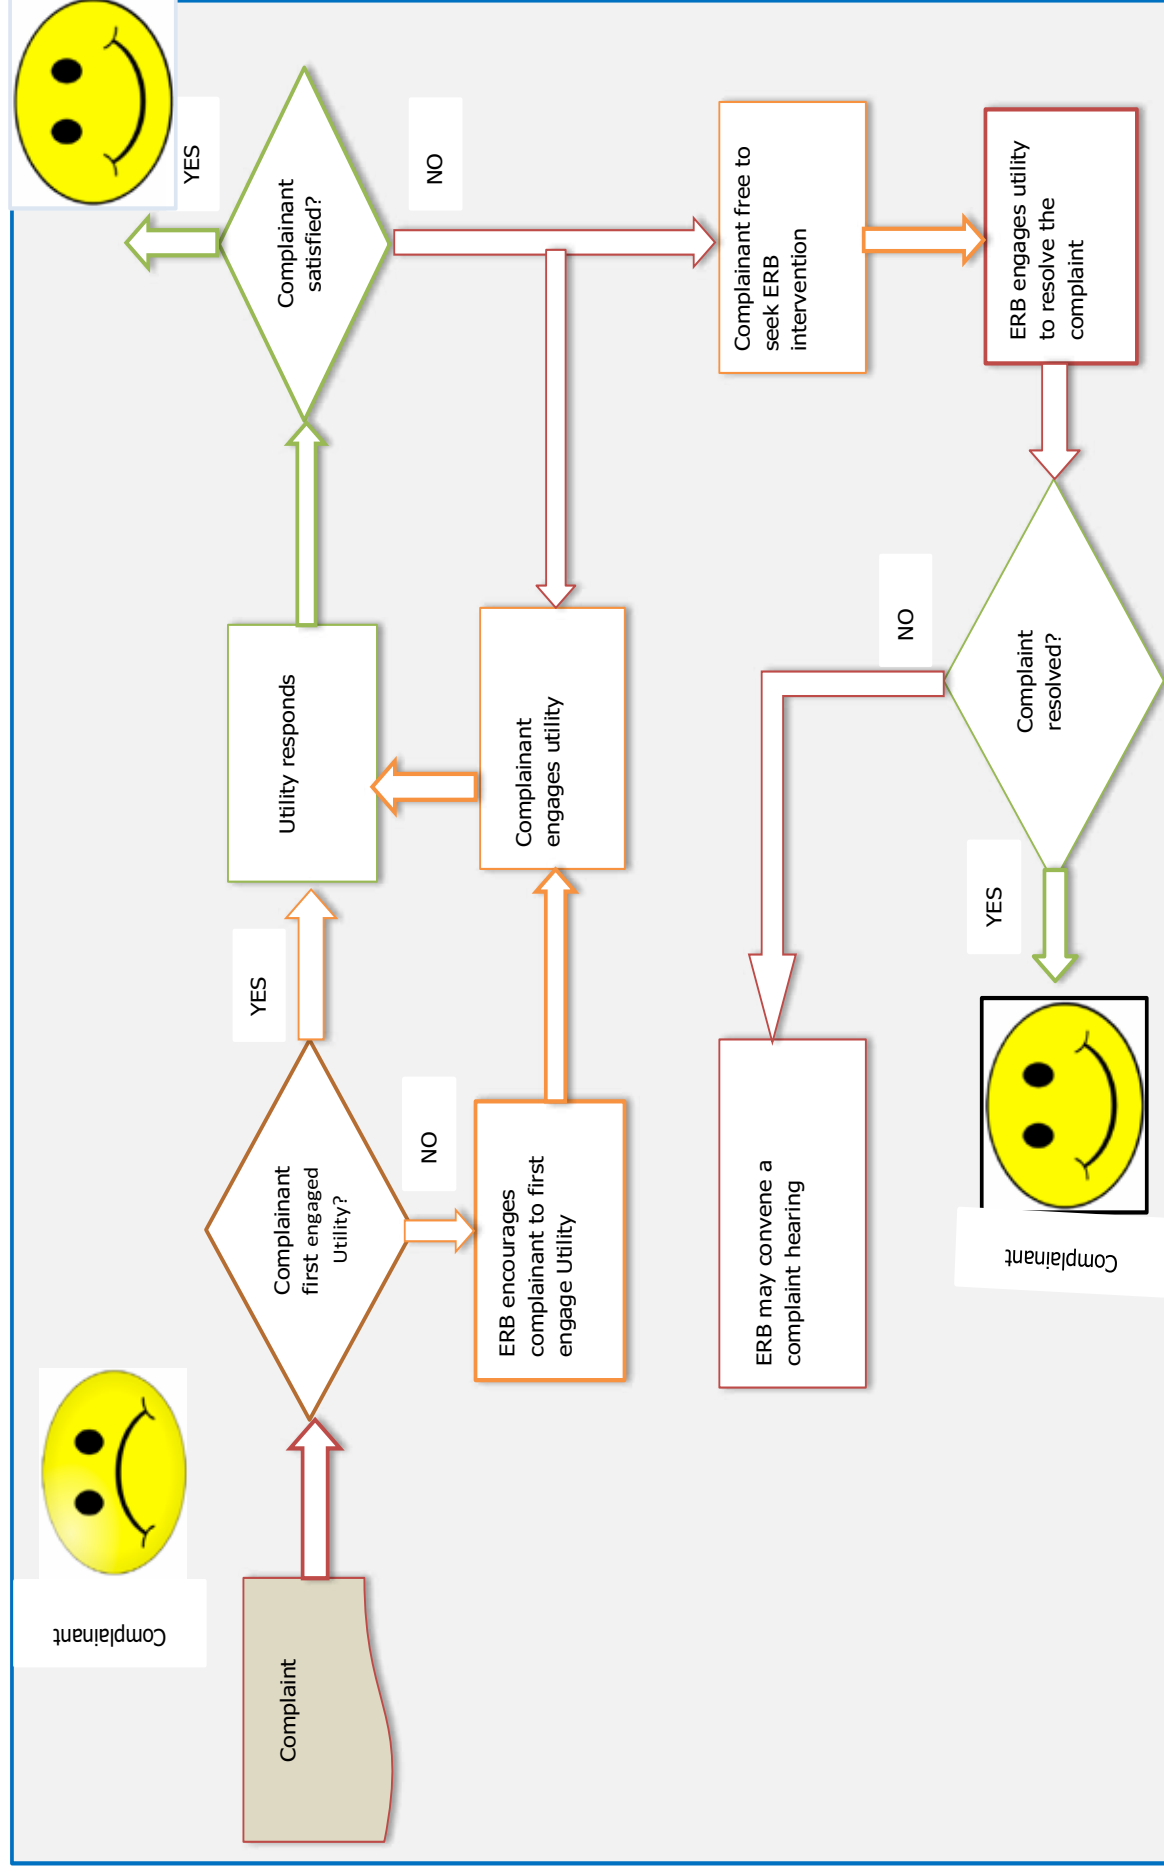 Complainant
Complaint
Complainant
first engaged
Utility?
YES
NO
ERB encourages
complainant to first
engage Utility
Utility responds
Complainant
engages utility
Complainant
satisfied?
YES
NO
Complainant free to
seek ERB
intervention
ERB engages utility
to resolve the
complaint
Complaint
resolved?
NO
YES
ERB may convene a
complaint hearing
Complainant